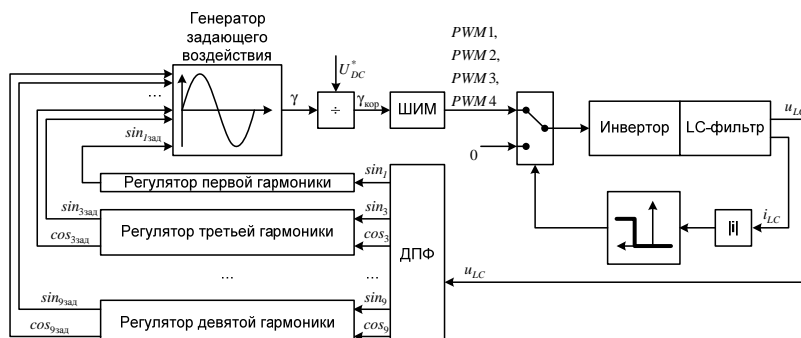 Генератор
задающего
воздействия
...
sin1зад
γ
U*DC
÷
γкор
ШИМ
PWM1,
PWM2,
PWM3,
PWM4
0
Инвертор
LC-фильтр
uLC
iLC
|i|
Регулятор первой гармоники
sin1
sin3зад
cos3зад
Регулятор третьей гармоники
sin3
cos3
ДПФ
uLC
...
...
sin9зад
cos9зад
Регулятор девятой гармоники
sin9
cos9